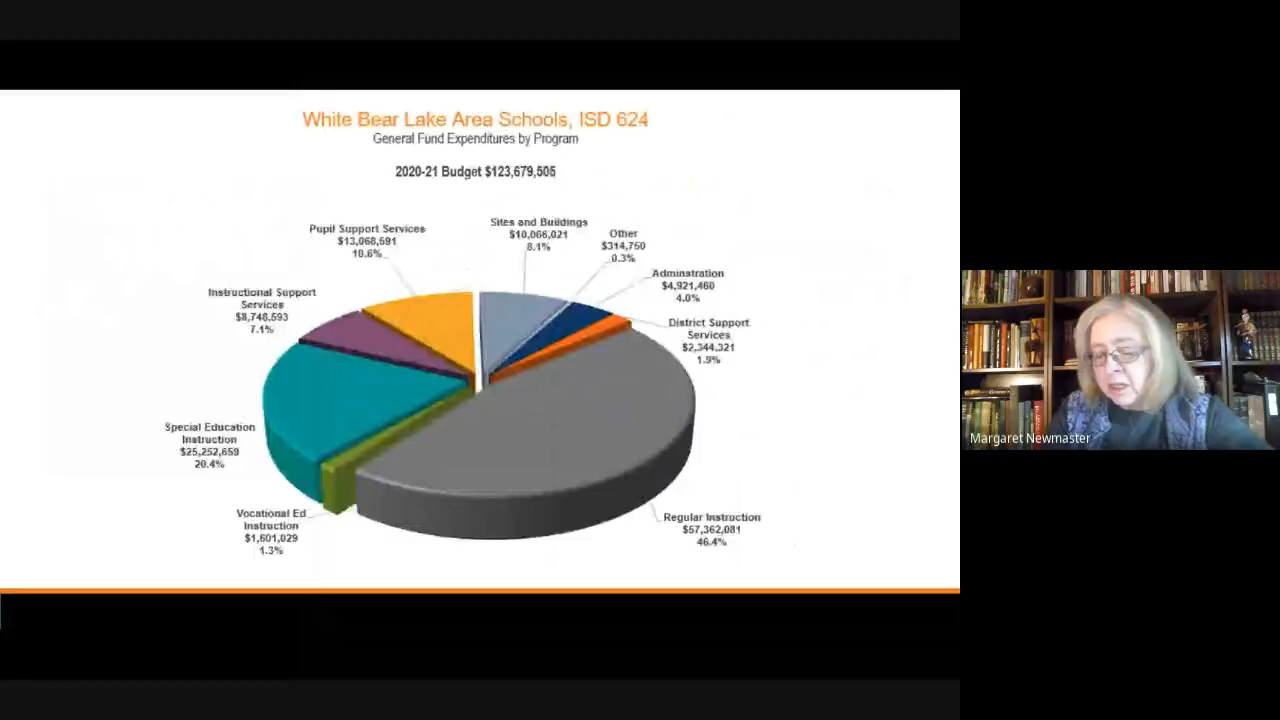 White Bear Lake Area Schools, ISD 624
General Fund Expenditures by Program
2020-21 Budget $123,679,505
Sites and Buildings
$10,066,021
8.1%
Other
$314,750
0.3%
Adminstration
$4,921,460
4.0%
District Support
Services
$2,344,321
1.9%
Regular Instruction
$57,362,081
46.4%
Vocational Ed
Instruction
$1,601,029
1.3%
Special Education
Instruction
$25,252,659
20.4%
Instructional Support
Services
$8,748,593
7.1%
Pupil Support Services
$13,068,591
10.6%
Margaret Newmaster